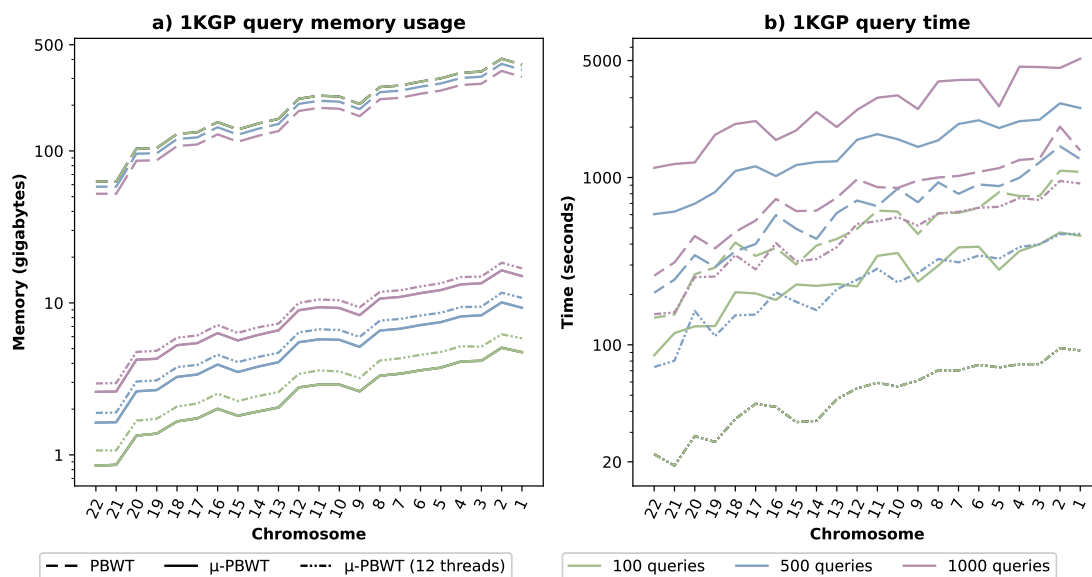 a) 1KGP query memory usage
Memory (gigabytes)
500
100
10
1
22 21 20 19 18 17 16 15 14 13 12 11 10 9 8 7 6 5 4 3 2 1
Chromosome
b) 1KGP query time
Time (seconds)
5000
1000
100
20
22 21 20 19 18 17 16 15 14 13 12 11 10 9 8 7 6 5 4 3 2 1
Chromosome
PBWT μ-PBWT μ-PBWT (12 threads)
100 queries 500 queries 1000 queries